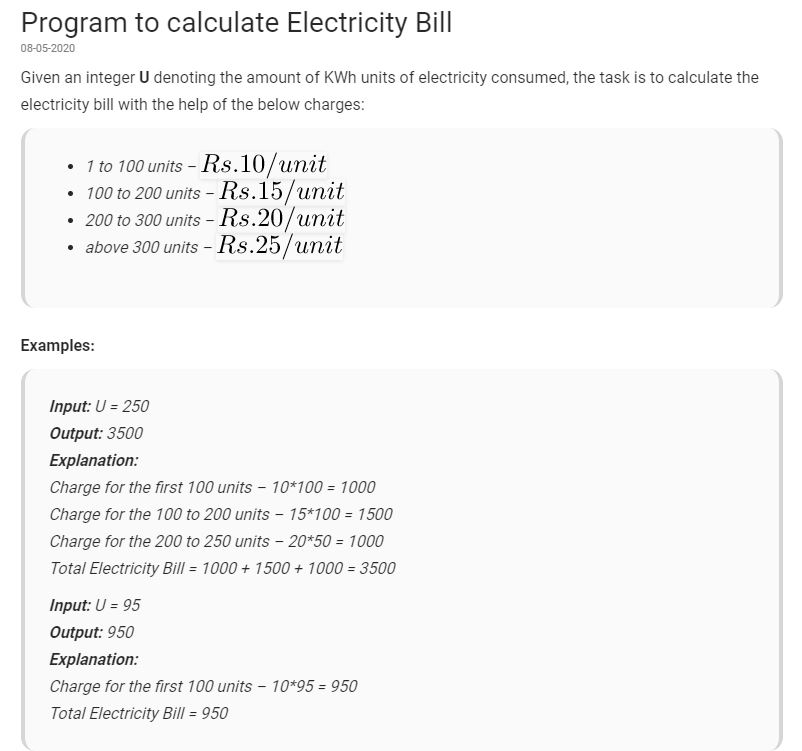 Program to calculate Electricity Bill
08-05-2020
Given an integer U denoting the amount of KWh units of electricity consumed, the task is to calculate the
electricity bill with the help of the below charges:
• 1 to 100 units – Rs.10/unit
• 100 to 200 units – Rs.15/unit
• 200 to 300 units – Rs.20/unit
• above 300 units – Rs.25/unit
Examples:
Input: U = 250
Output: 3500
Explanation:
Charge for the first 100 units – 10*100 = 1000
Charge for the 100 to 200 units – 15*100 = 1500
Charge for the 200 to 250 units – 20*50 = 1000
Total Electricity Bill = 1000 + 1500 + 1000 = 3500
Input: U = 95
Output: 950
Explanation:
Charge for the first 100 units – 10*95 = 950
Total Electricity Bill = 950